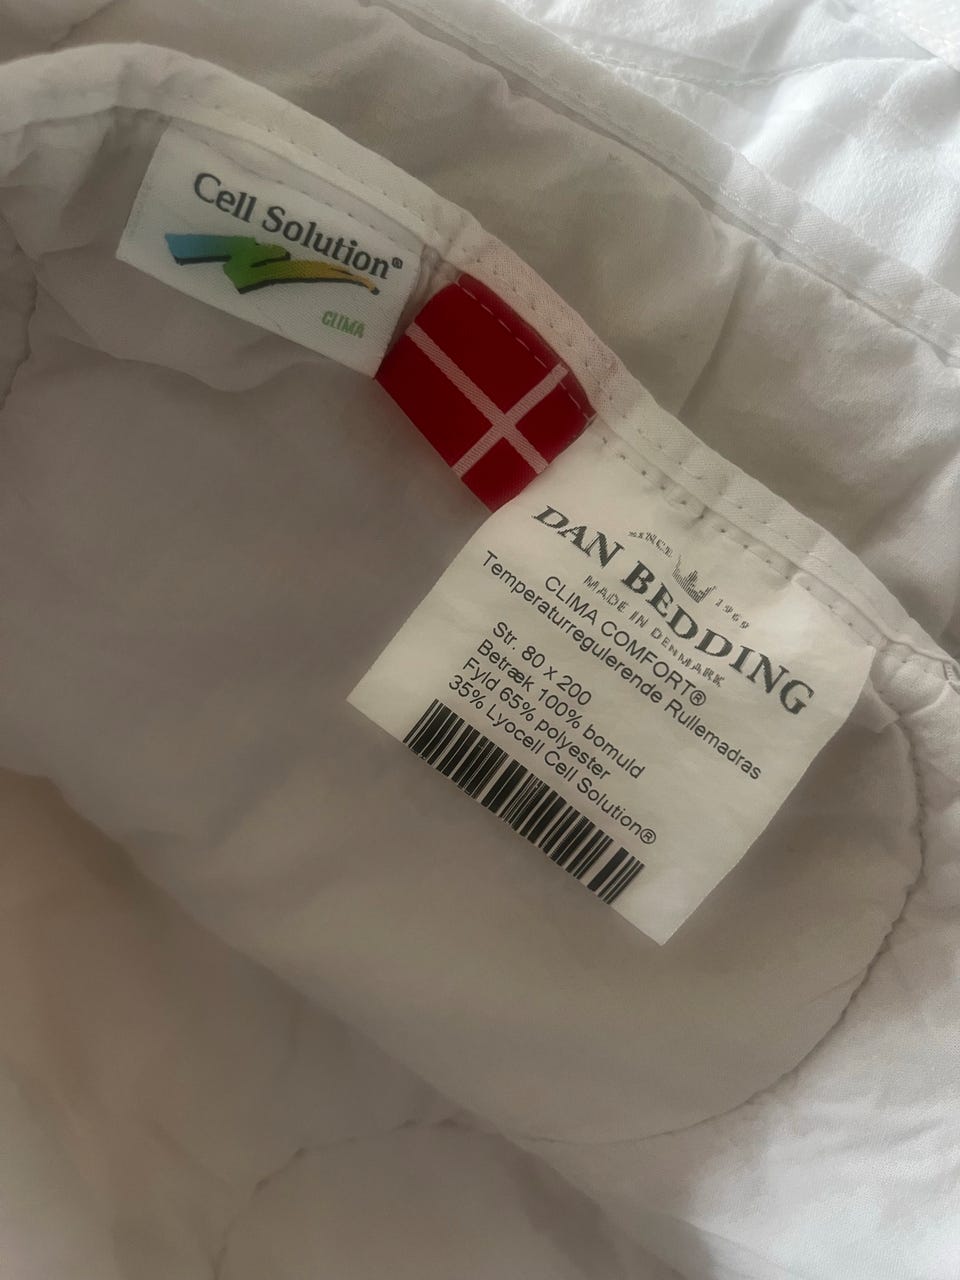 Cell Solution®
CLIMA
SINCE 1969
DAN BEDDING
MADE IN DENMARK
CLIMA COMFORT®
Temperaturregulerende Rullemadras
Str. 80 x 200
Betræk 100% bomuld
Fyld 65% polyester
35% Lyocell Cell Solution®